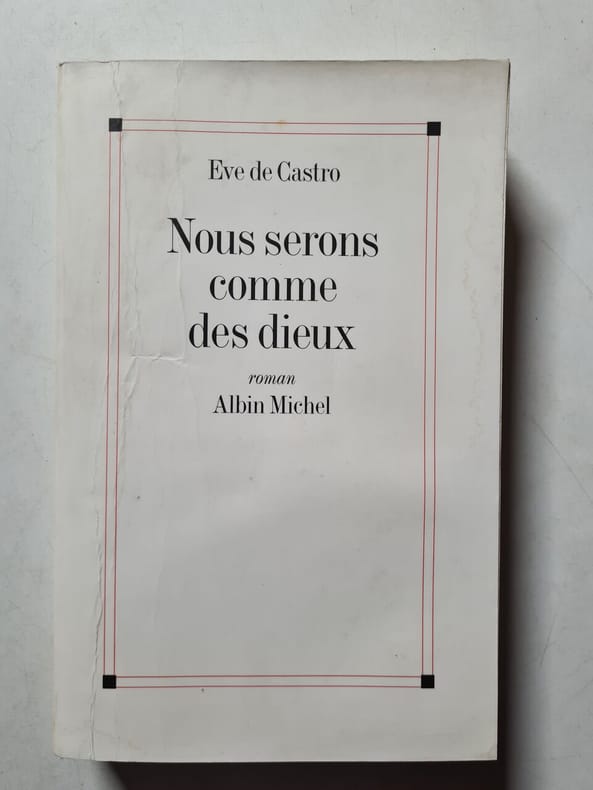 Eve de Castro
Nous serons
comme
des dieux
roman
Albin Michel